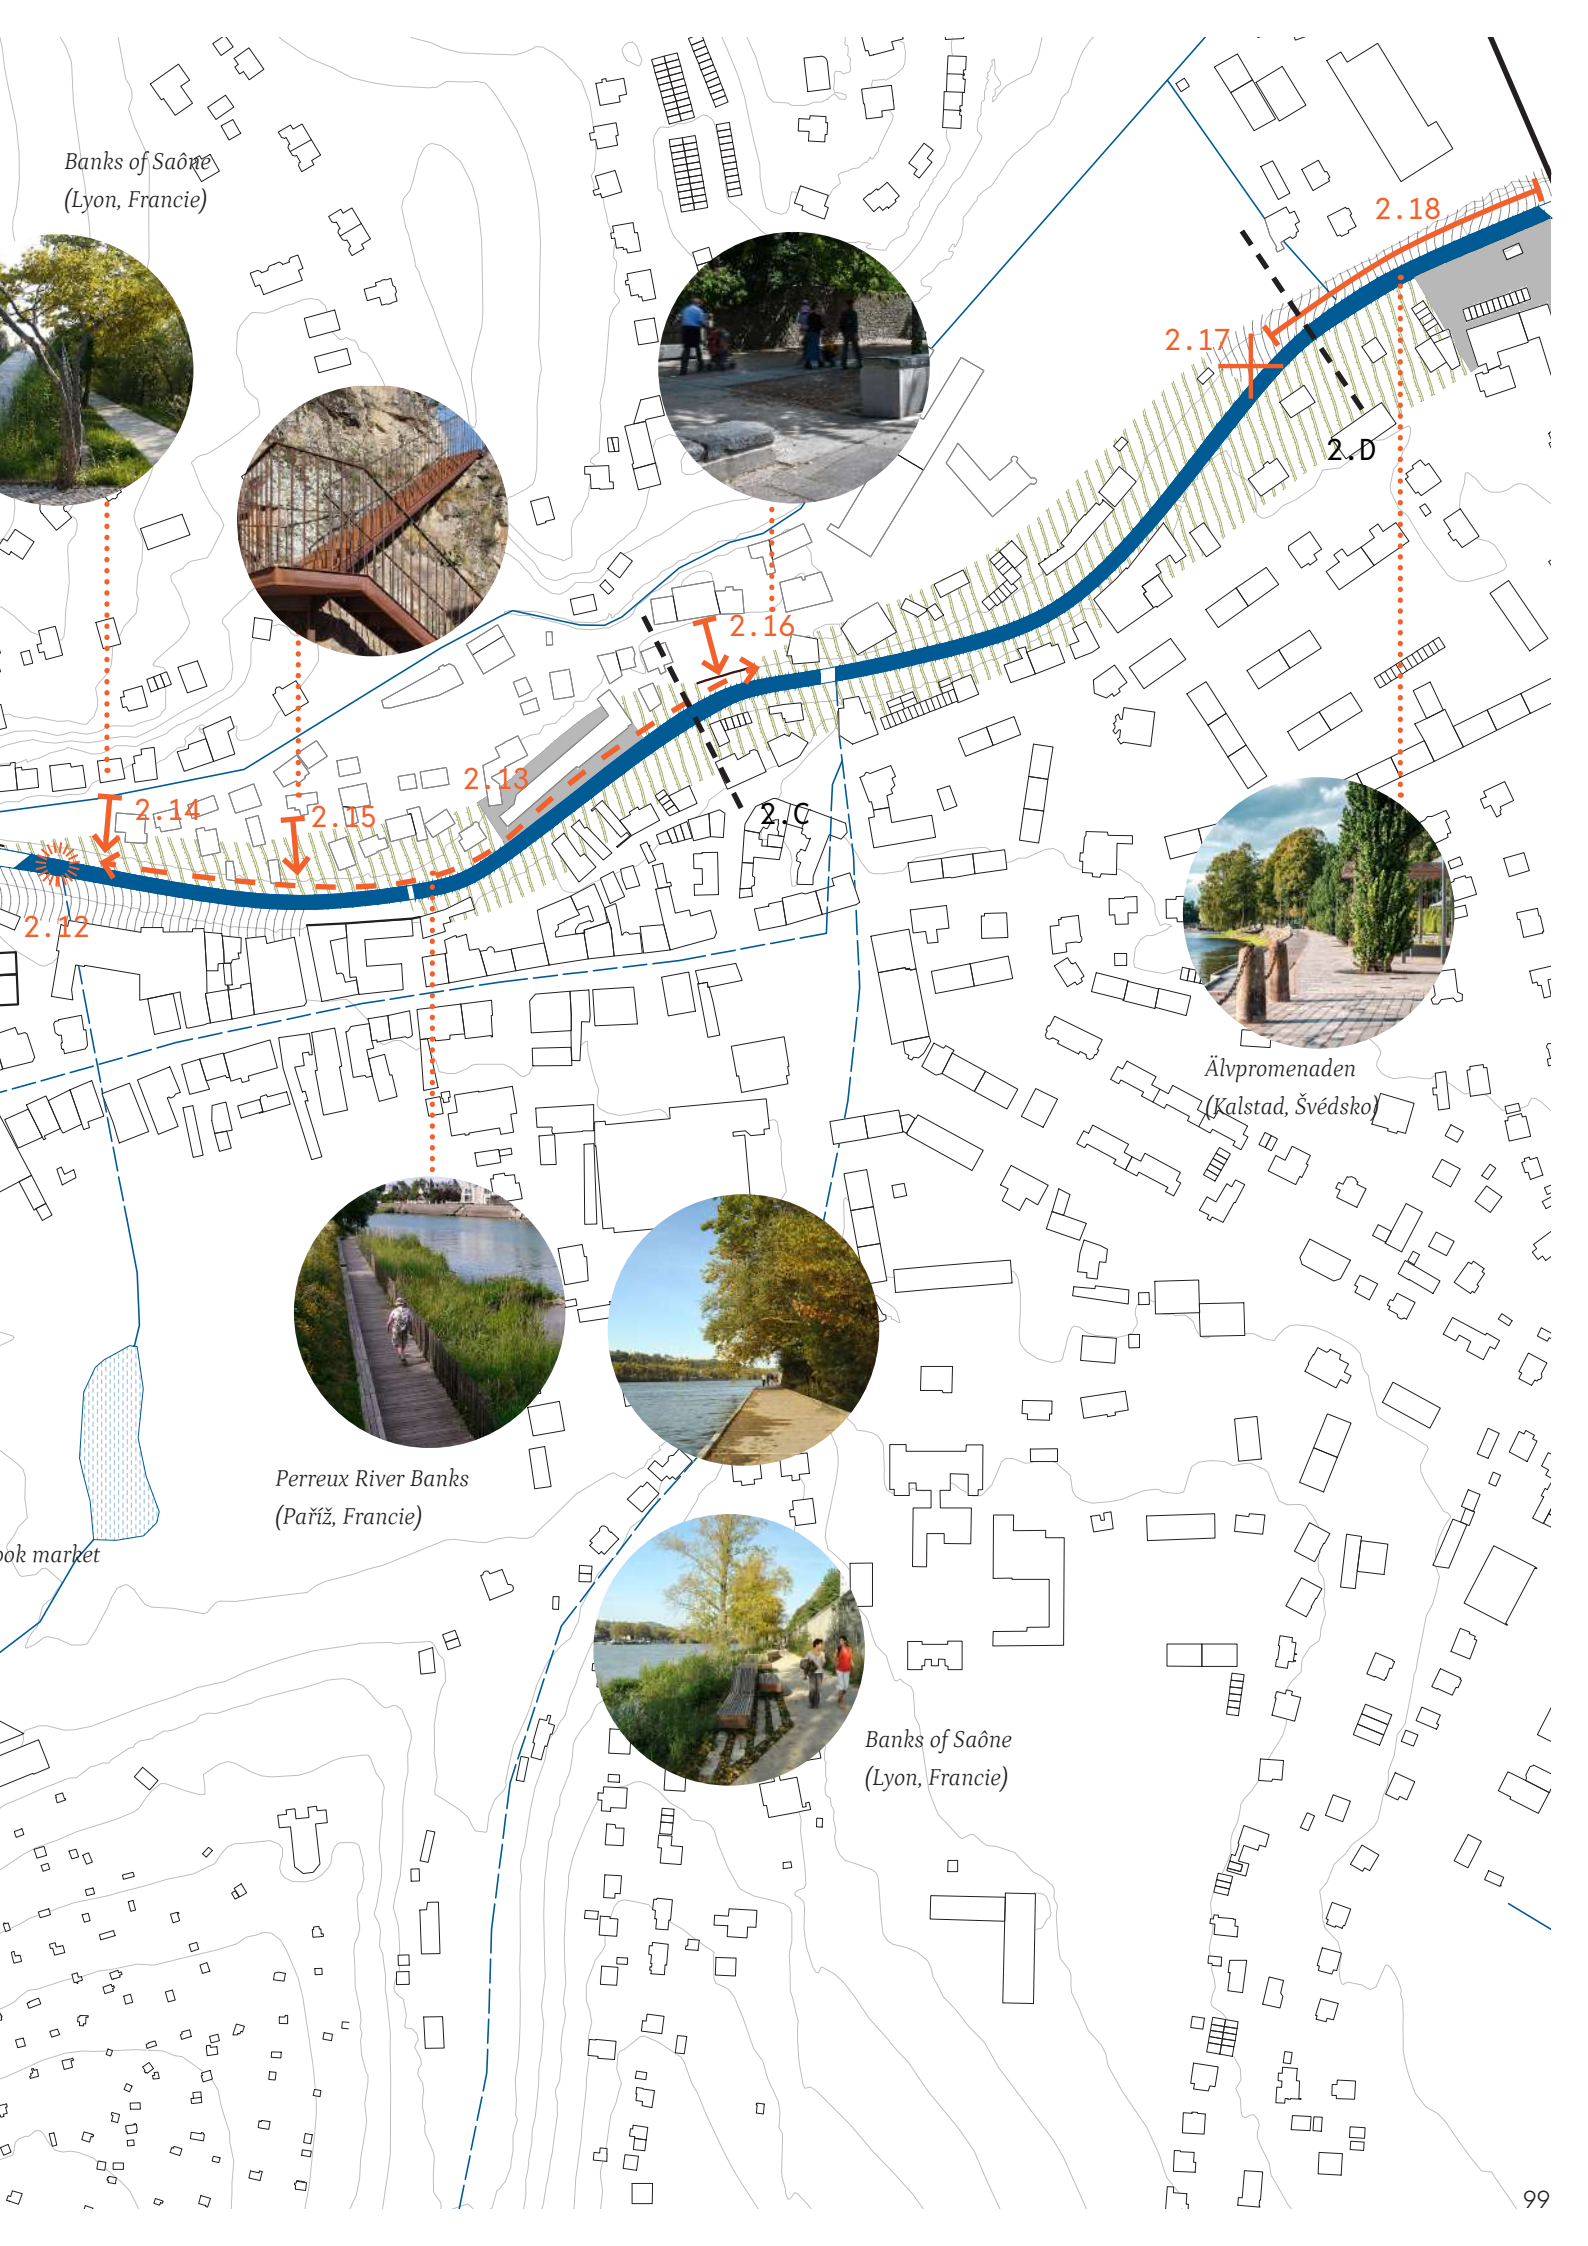 Banks of Saône
(Lyon, Francie)
2.18
2.17
2.D
2.16
2.13
2.14
2.15
2.C
2.12
Älvpromenaden
(Kalstad, Švédsko)
Perreux River Banks
(Paříž, Francie)
ook market
Banks of Saône
(Lyon, Francie)
99